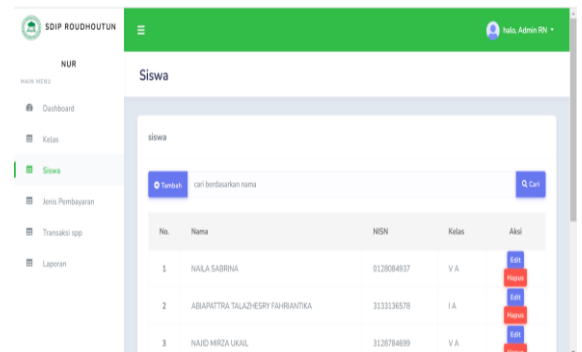 SDIP ROUDHOUTUN
NUR
MAIN MENU
Dashboard
Kelas
Siswa
Jenis Pembayaran
Transaksi spp
Laporan
halo, Admin RN
Siswa
siswa
Tambah cari berdasarkan nama Cari
No. Nama NISN Kelas Aksi
1 NAILA SABRINA 0128084937 V A Edit Hapus
2 ABIAPATTRA TALAZHESRY FAHRIANTIKA 3133136578 I A Edit Hapus
3 NAJID MIRZA UKAIL 3128784699 V A Edit